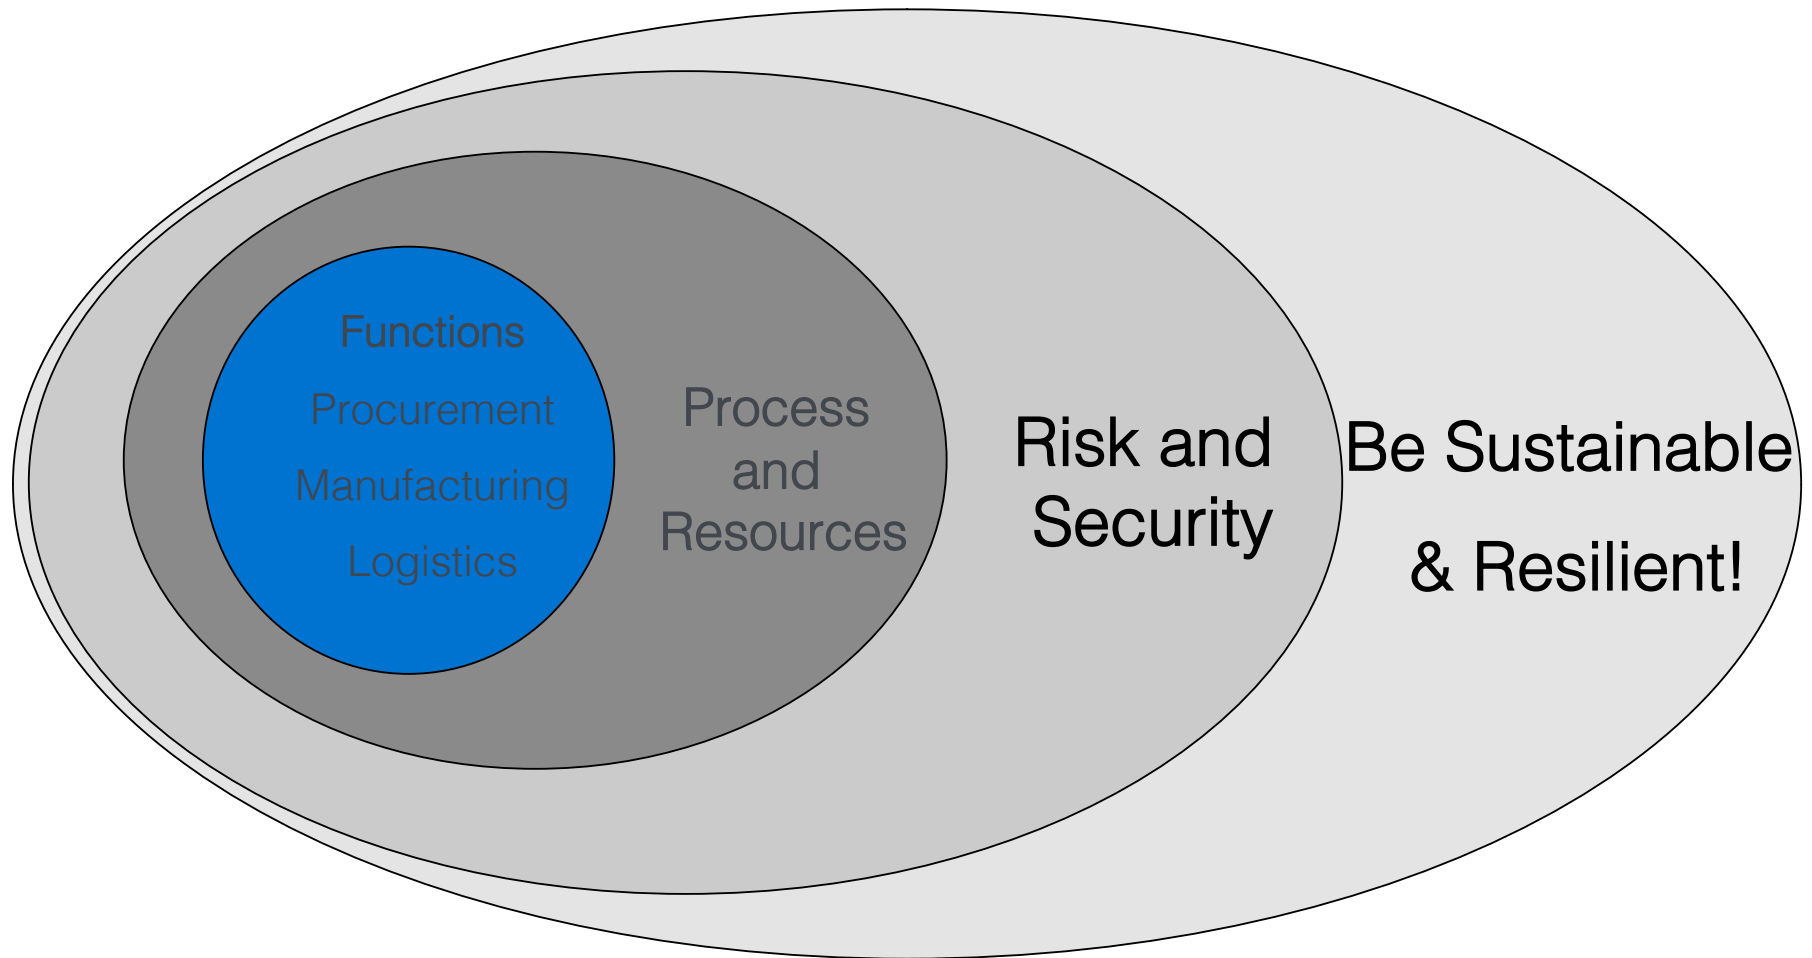 Functions
Procurement
Manufacturing
Logistics
Process
and
Resources
Risk and
Security
Be Sustainable
& Resilient!